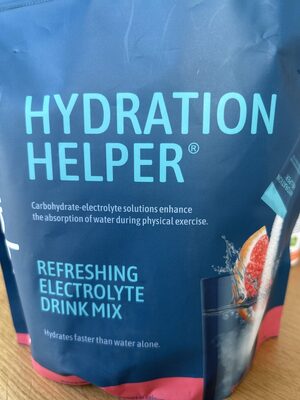 HYDRATION
HELPER®
Carbohydrate-electrolyte solutions enhance
the absorption of water during physical exercise.
REFRESHING
ELECTROLYTE
DRINK MIX
Hydrates faster than water alone.